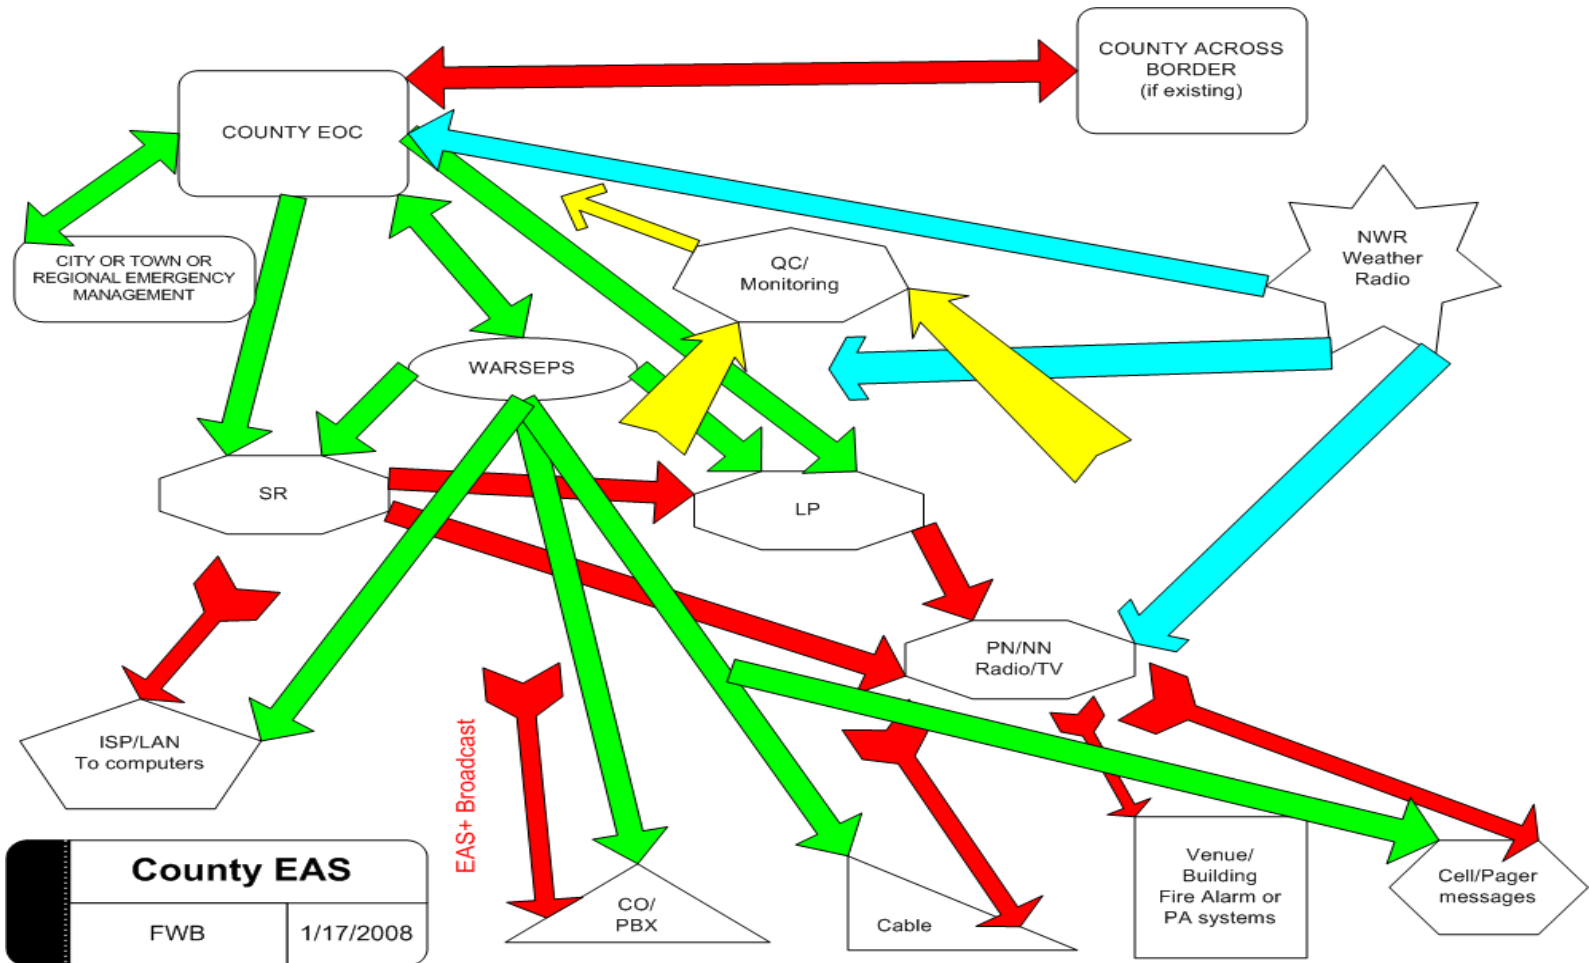 COUNTY ACROSS
BORDER
(if existing)
COUNTY EOC
CITY OR TOWN OR
REGIONAL EMERGENCY
MANAGEMENT
QC/
Monitoring
NWR
Weather
Radio
WARSEPS
SR
LP
PN/NN
Radio/TV
ISP/LAN
To computers
EAS+ Broadcast
CO/
PBX
Cable
Venue/
Building
Fire Alarm or
PA systems
Cell/Pager
messages
County EAS
FWB
1/17/2008